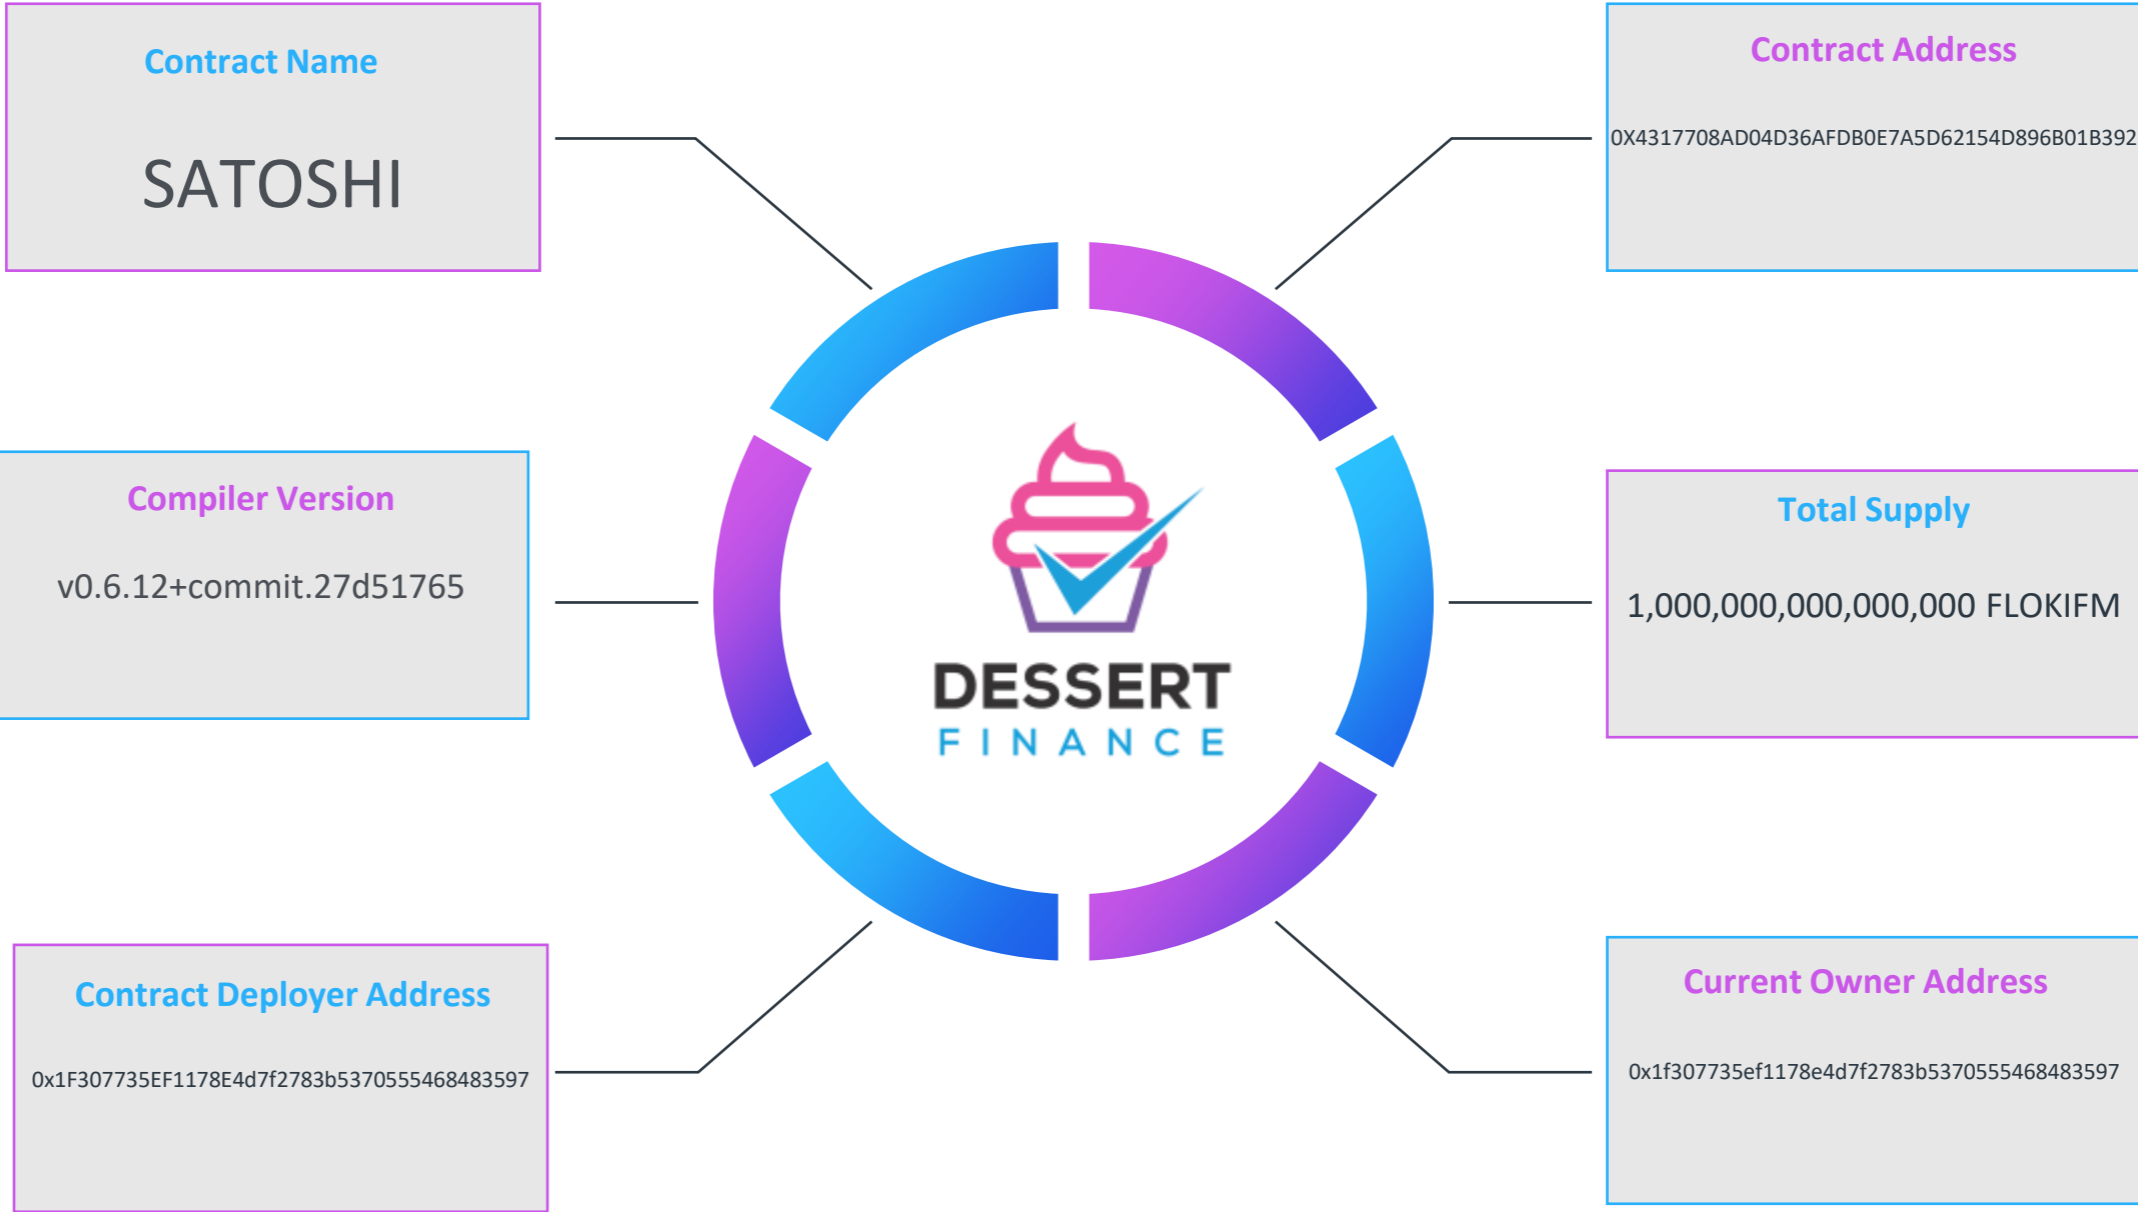 Contract Name
SATOSHI
Contract Address
0X4317708AD04D36AFDB0E7A5D62154D896B01B392
Compiler Version
v0.6.12+commit.27d51765
DESSERT
FINANCE
Total Supply
1,000,000,000,000,000 FLOKIFM
Contract Deployer Address
0x1F307735EF1178E4d7f2783b5370555468483597
Current Owner Address
0x1f307735ef1178e4d7f2783b5370555468483597